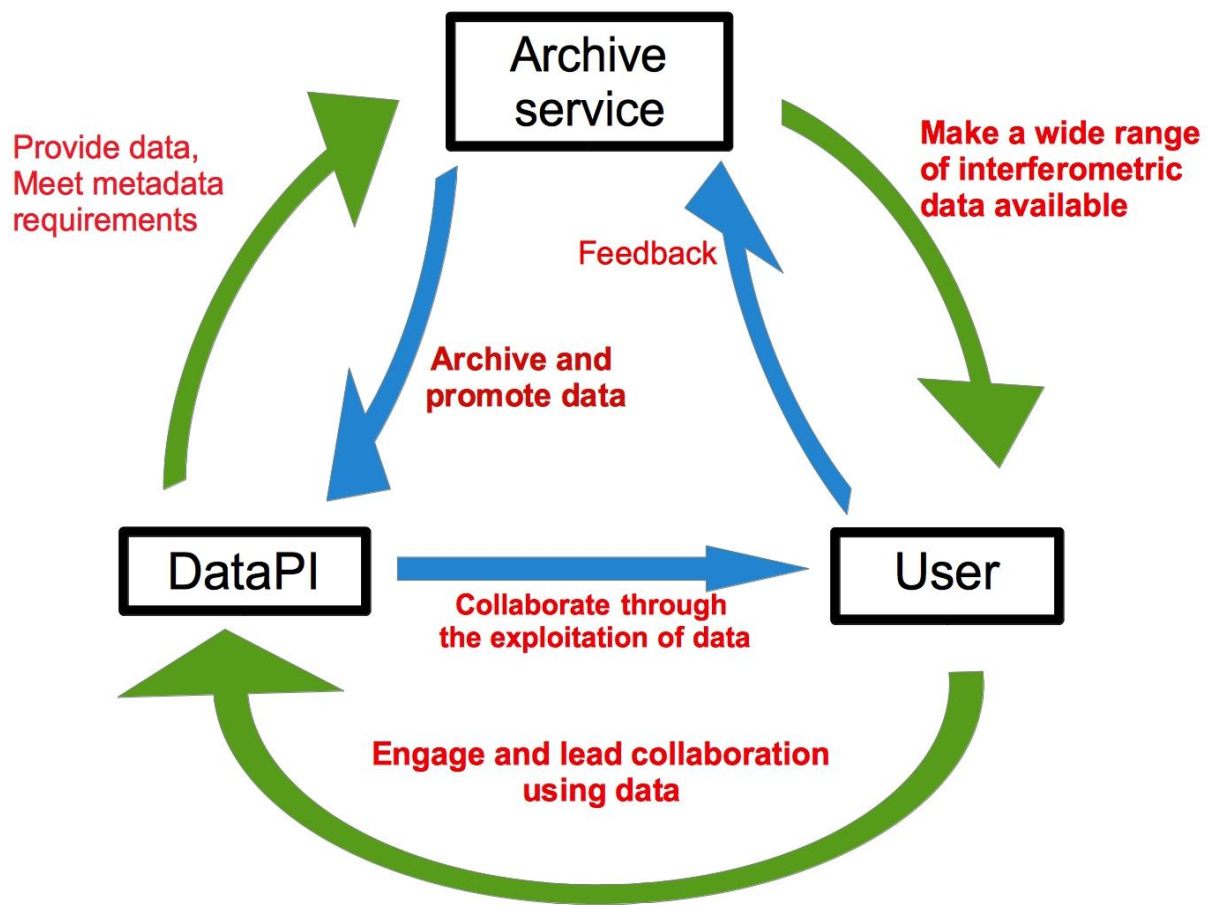 Archive
service
Provide data,
Meet metadata
requirements
Make a wide range
of interferometric
data available
Feedback
Archive and
promote data
DataPI
User
Collaborate through
the exploitation of data
Engage and lead collaboration
using data